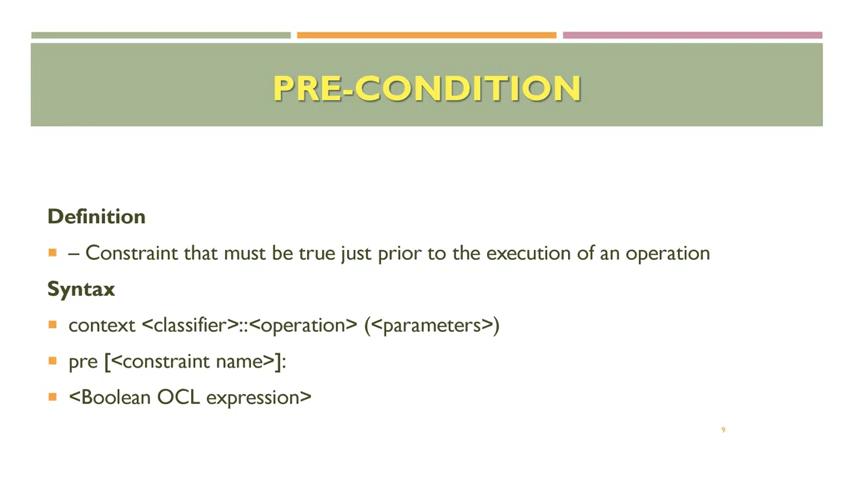 PRE-CONDITION
Definition
– Constraint that must be true just prior to the execution of an operation
Syntax
context <classifier>::<operation> (<parameters>)
pre [<constraint name>]:
<Boolean OCL expression>
9